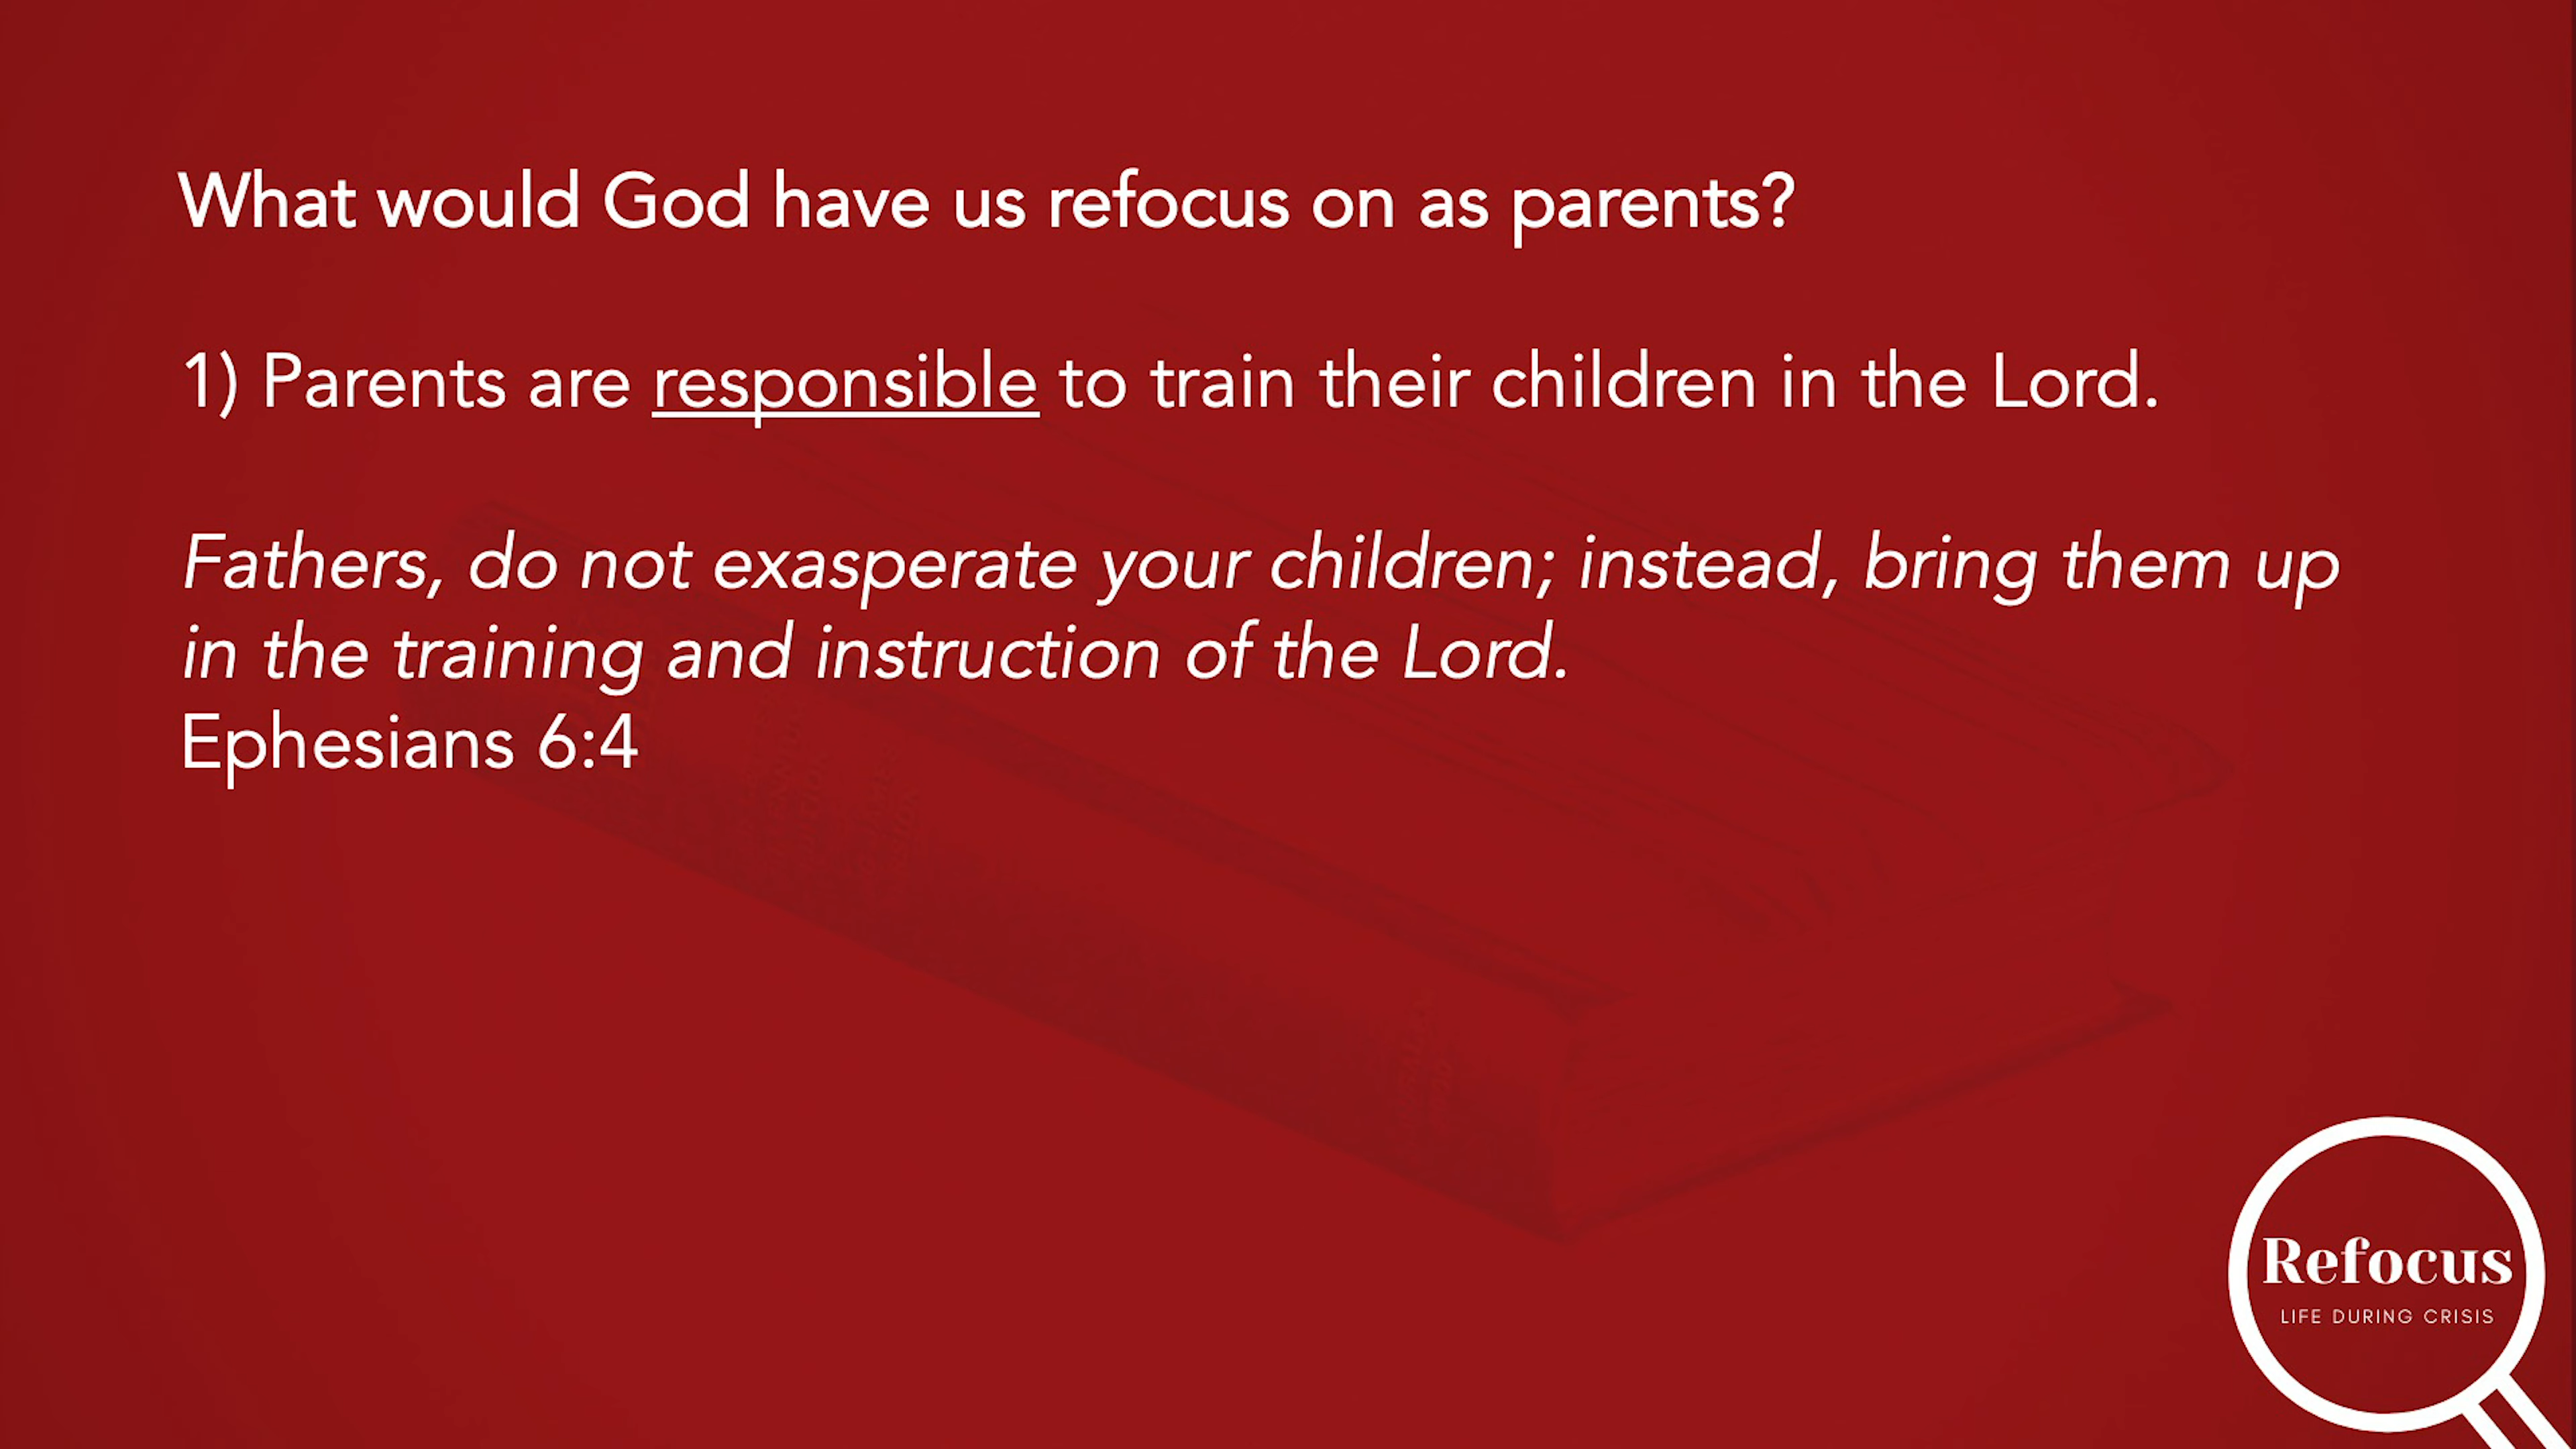 What would God have us refocus on as parents?
1) Parents are responsible to train their children in the Lord.
Fathers, do not exasperate your children; instead, bring them up
in the training and instruction of the Lord.
Ephesians 6:4
Refocus
LIFE DURING CRISIS